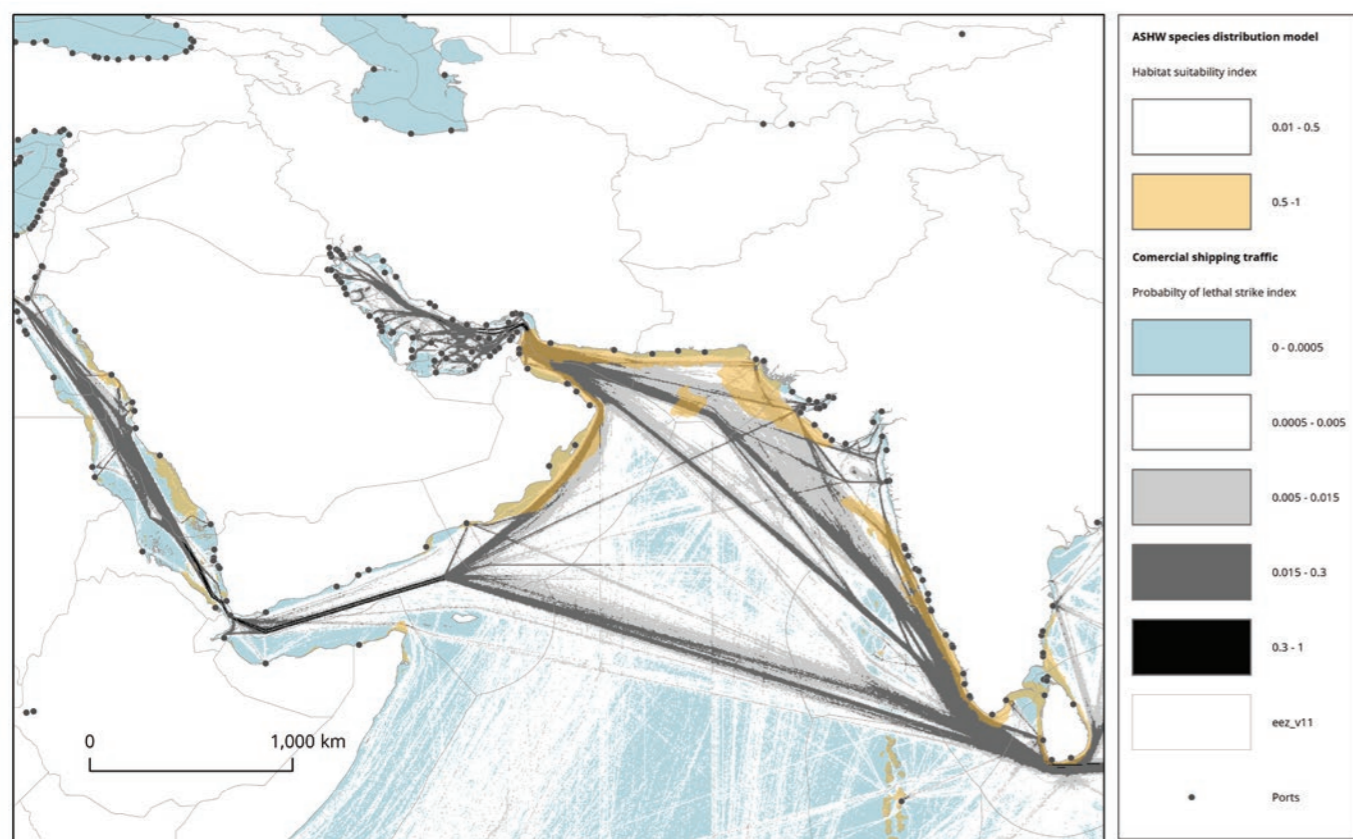 ASHW species distribution model
Habitat suitability index
0.01 - 0.5
0.5 -1
Comercial shipping traffic
Probabilty of lethal strike index
0 - 0.0005
0.0005 - 0.005
0.005 - 0.015
0.015 - 0.3
0.3 - 1
eez_v11
Ports
0 1,000 km